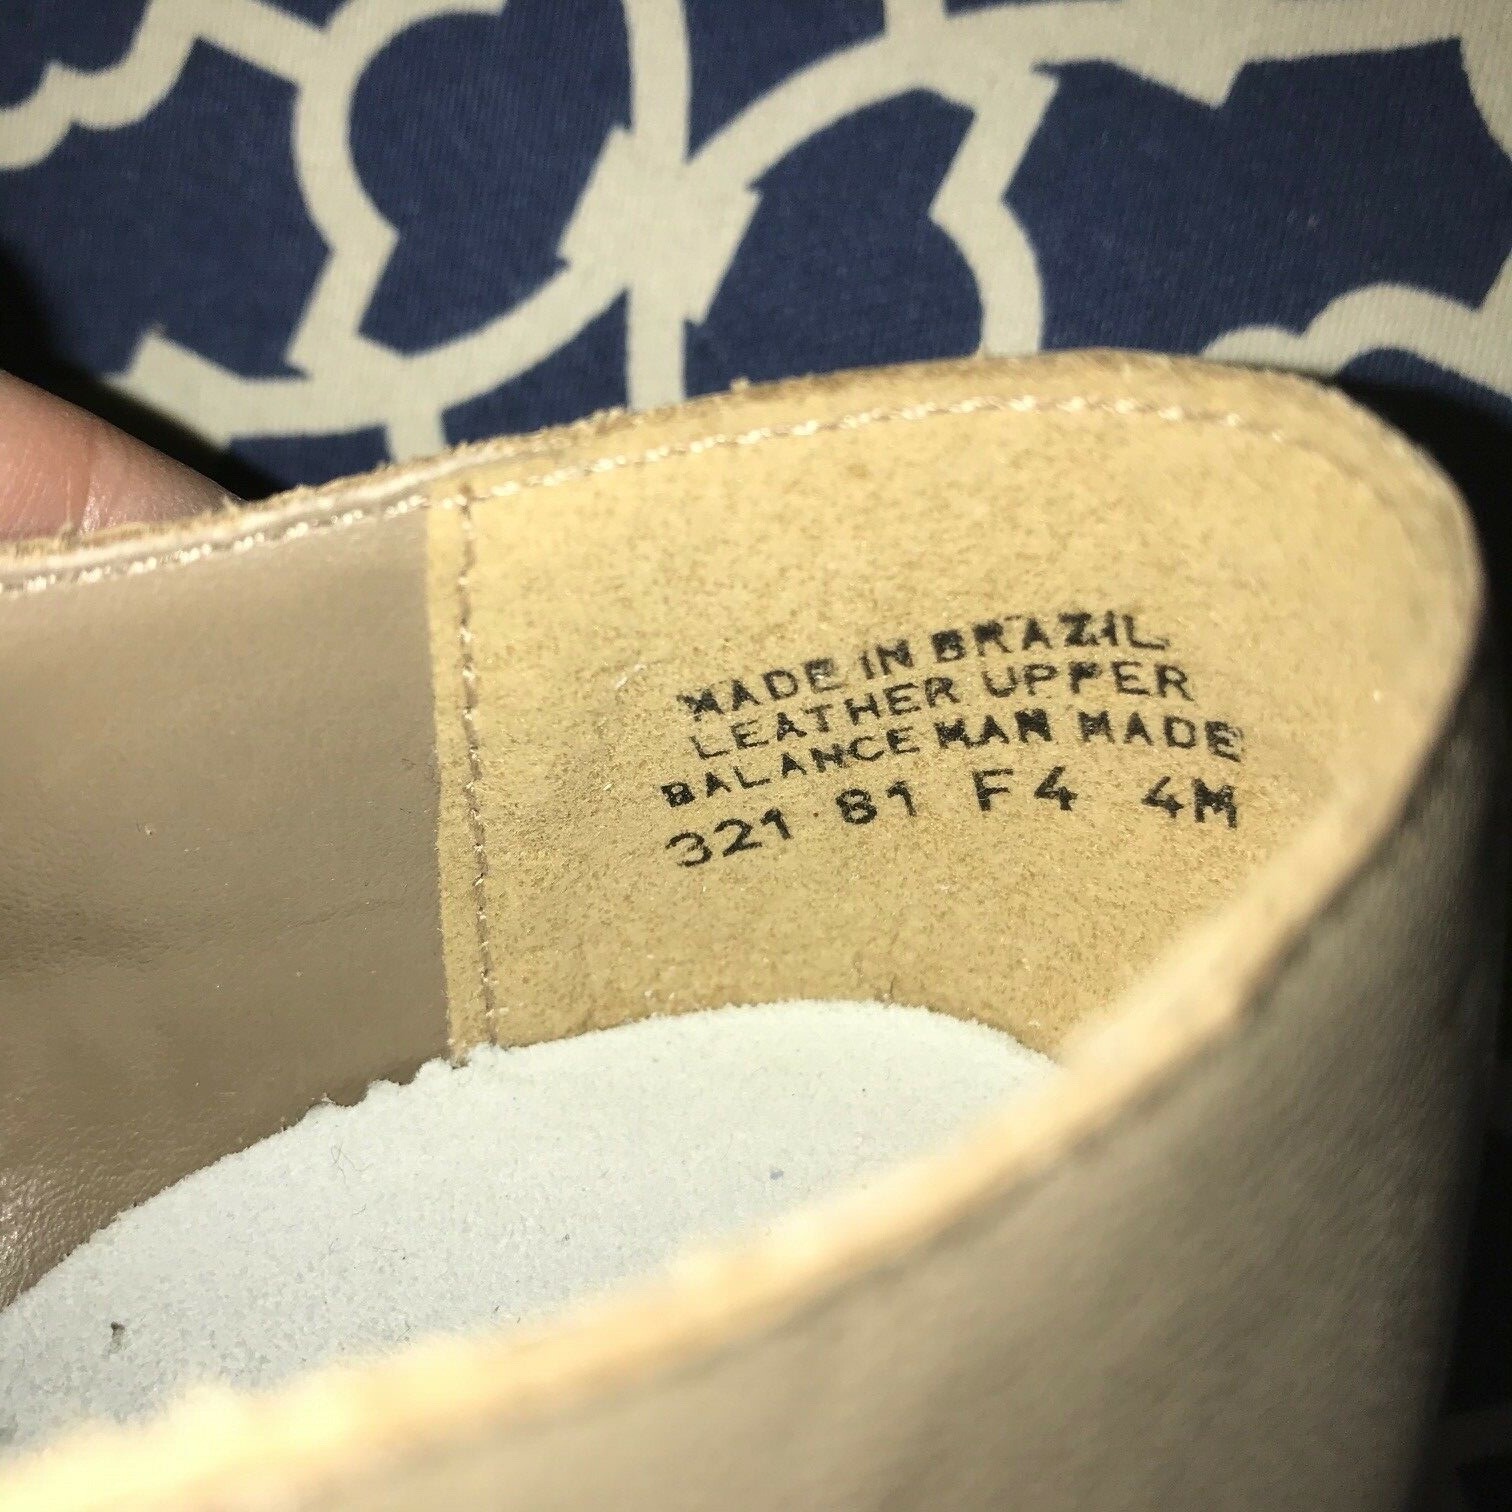 MADE IN BRAZIL
LEATHER UPPER
BALANCE MAN MADE
321 81 F4 4M